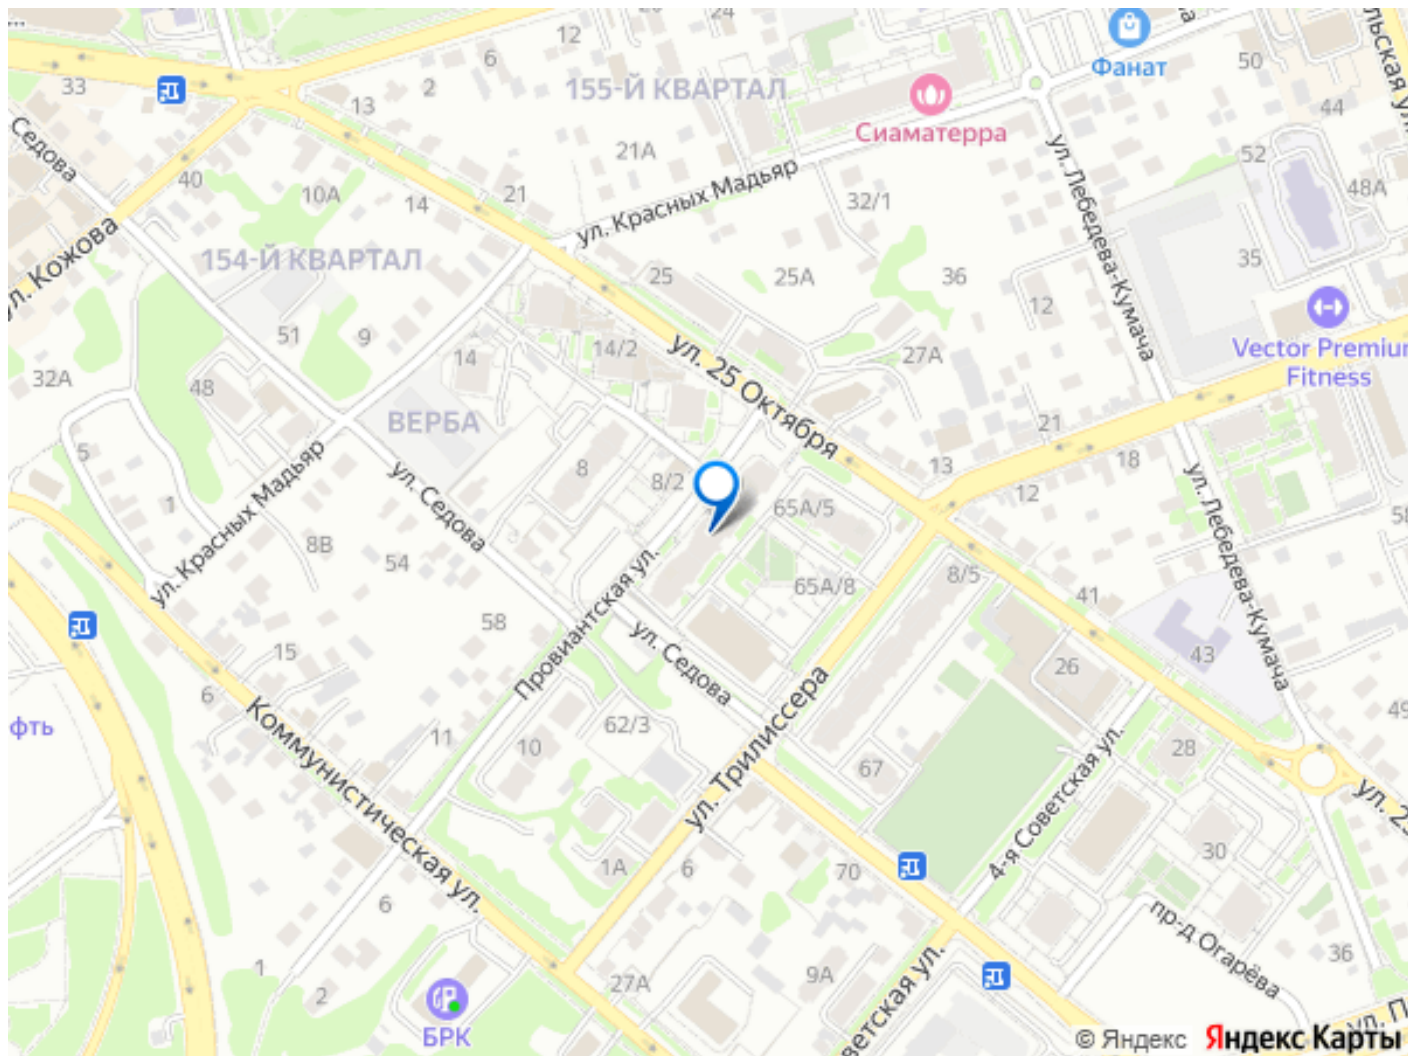 24
12
6
2
33
13
155-Й КВАРТАЛ
Фанат
50
44
Сиаматерра
ул. Лебедева-Кумача
52
48А
Седова
40
10А
14
21
21А
ул. Красных Мадьяр
32/1
ул. Кожова
154-Й КВАРТАЛ
25
25А
36
35
12
51
9
14
14/2
ул. 25 Октября
27А
Vector Premium
Fitness
32А
48
ВЕРБА
21
5
8
8/2
13
18
12
1
ул. Красных Мадьяр
ул. Седова
65А/5
ул. Лебедева-Кумача
8В
54
65А/8
8/5
41
58
Провиантская ул.
ул. Седова
15
6
26
43
фть
Коммунистическая ул.
11
10
62/3
ул. Трилиссера
67
4-я Советская ул.
28
49
30
1А
6
70
6
пр-д Огарёва
36
1
2
27А
9А
БРК
ветская ул.
© Яндекс
Яндекс Карты